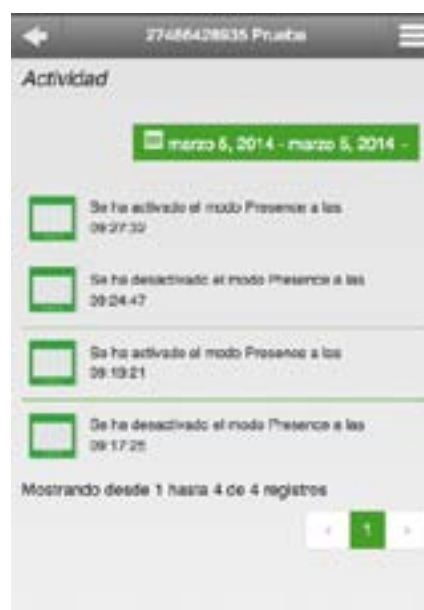 27486428935 Prueba
Actividad
marzo 5, 2014 - marzo 5, 2014 -
Se ha activado el modo Presence a las
09:27:32
Se ha desactivado el modo Presence a las
09:24:47
Se ha activado el modo Presence a las
09:19:21
Se ha desactivado el modo Presence a las
09:17:25
Mostrando desde 1 hasta 4 de 4 registros
1